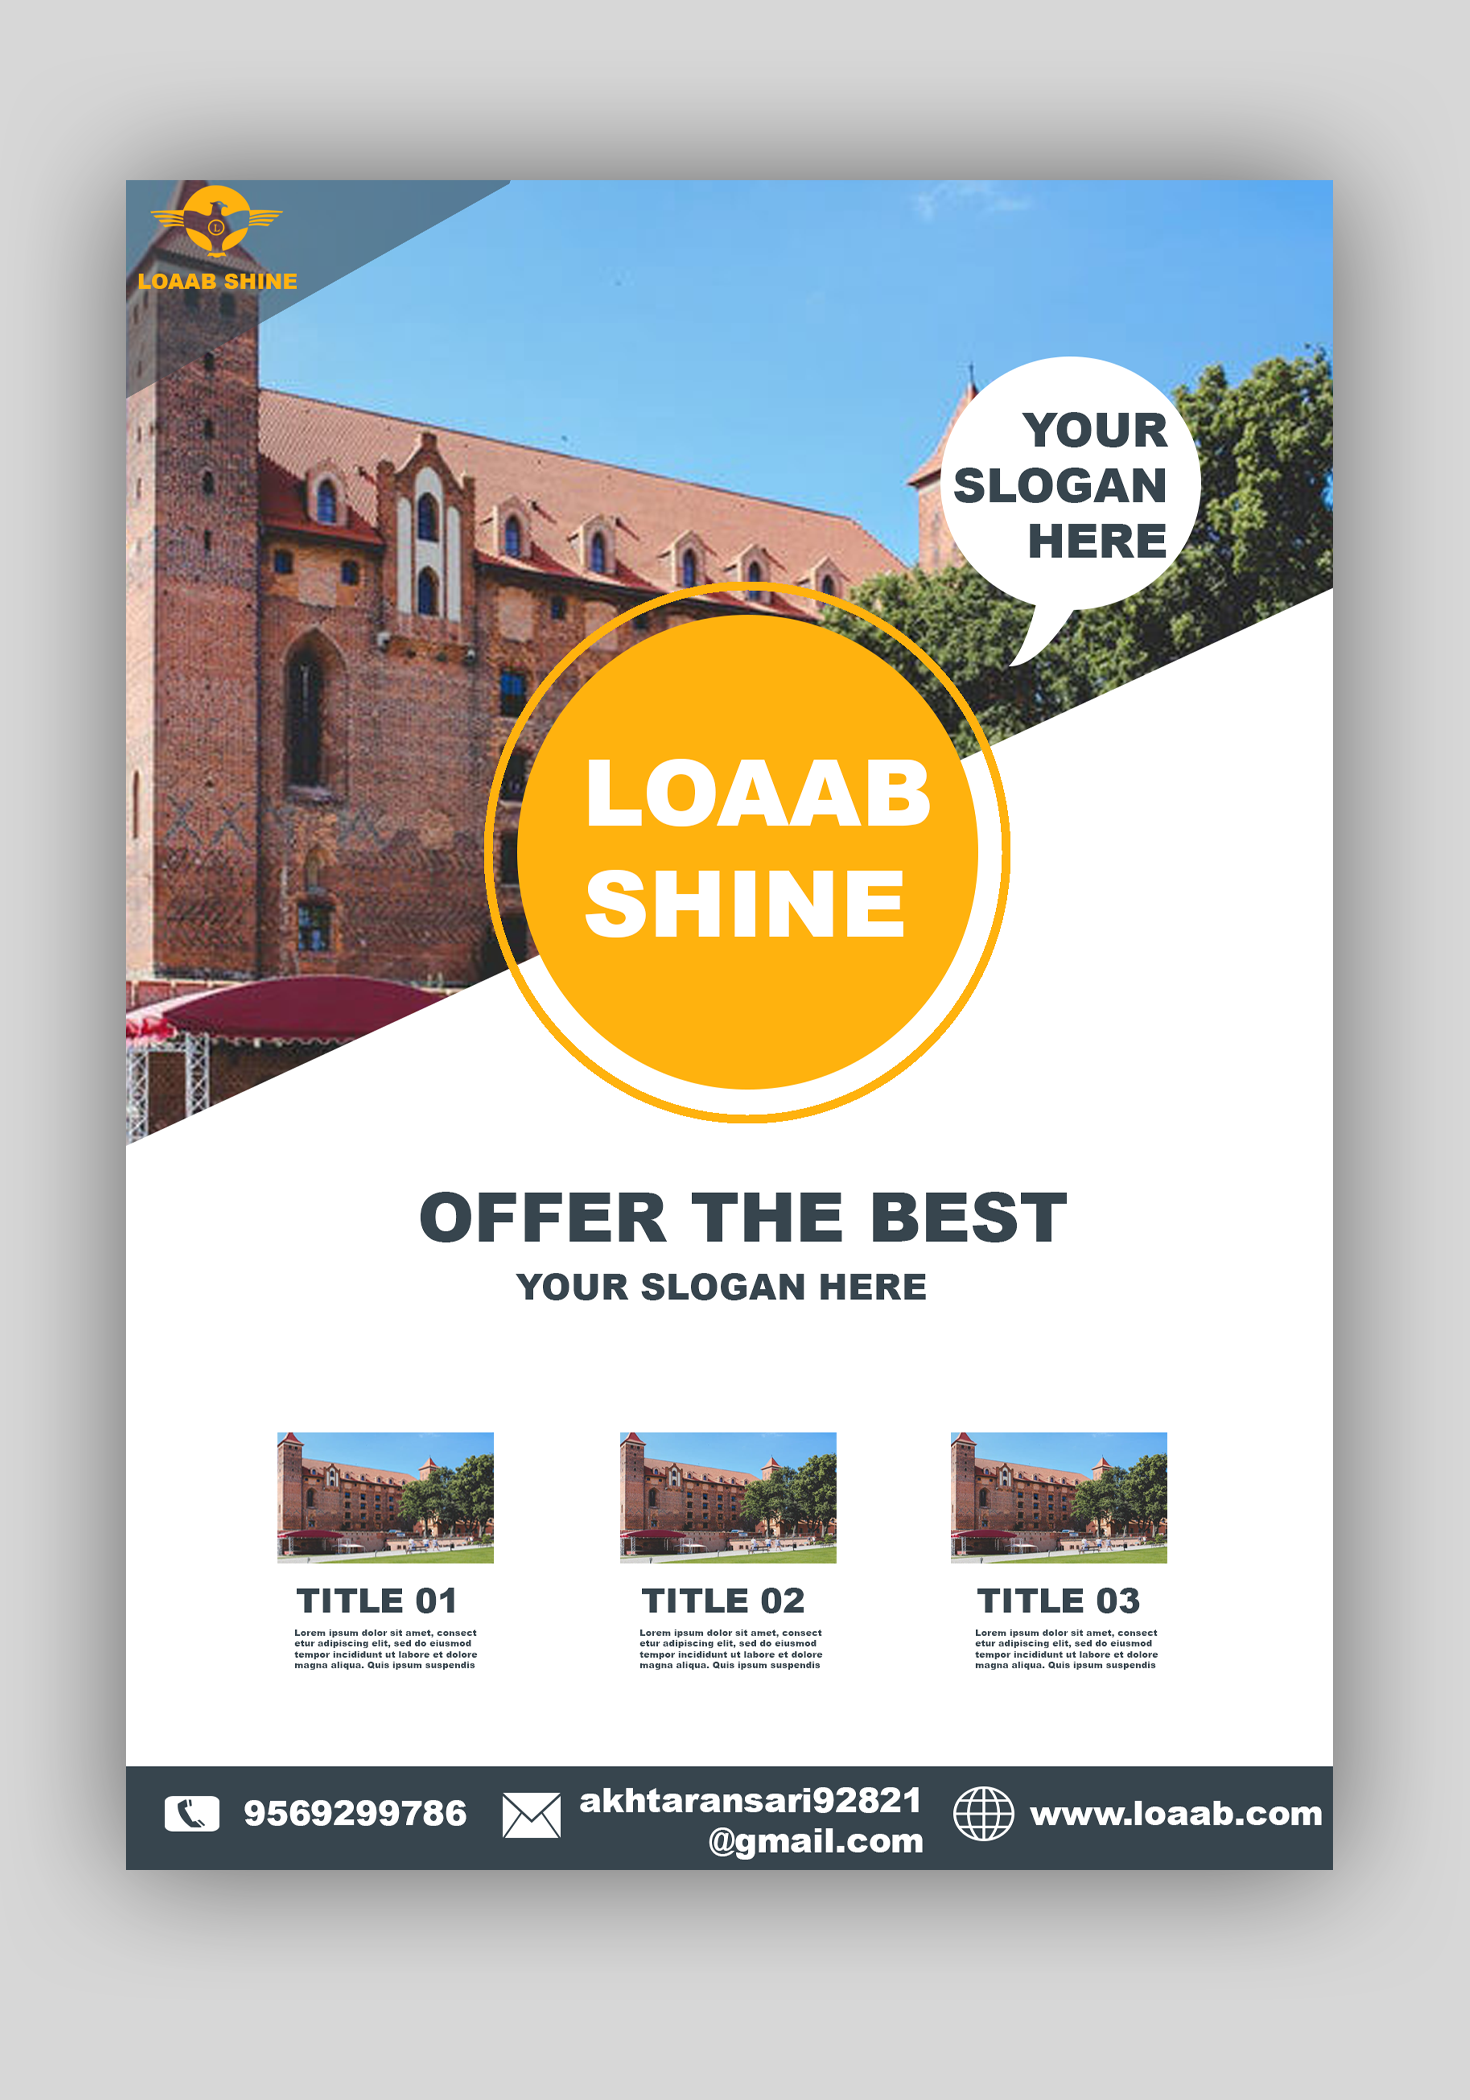 L
LOAAB SHINE
YOUR
SLOGAN
HERE
LOAAB
SHINE
OFFER THE BEST
YOUR SLOGAN HERE
TITLE 01
Lorem ipsum dolor sit amet, consect
etur adipiscing elit, sed do eiusmod
tempor incididunt ut labore et dolore
magna aliqua. Quis ipsum suspendis
TITLE 02
Lorem ipsum dolor sit amet, consect
etur adipiscing elit, sed do eiusmod
tempor incididunt ut labore et dolore
magna aliqua. Quis ipsum suspendis
TITLE 03
Lorem ipsum dolor sit amet, consect
etur adipiscing elit, sed do eiusmod
tempor incididunt ut labore et dolore
magna aliqua. Quis ipsum suspendis
9569299786
akhtaransari92821
@gmail.com
www.loaab.com